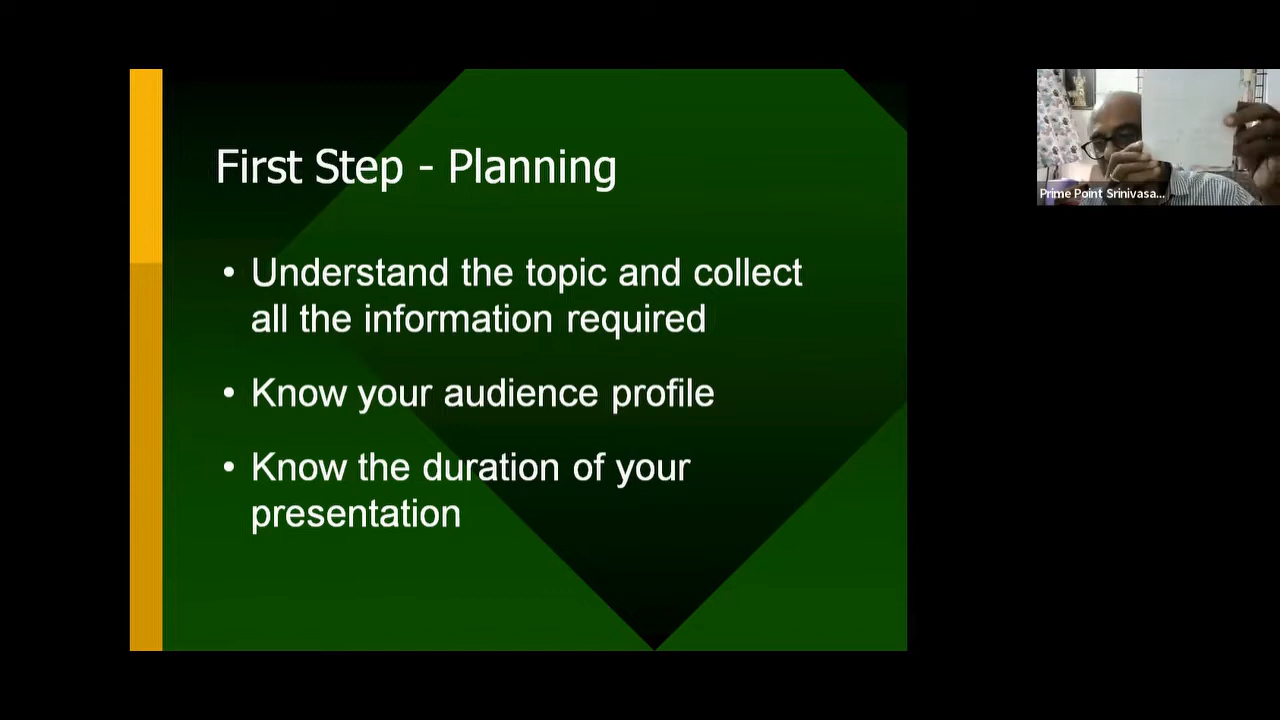 First Step - Planning
• Understand the topic and collect
all the information required
• Know your audience profile
• Know the duration of your
presentation
Prime Point Srinivasa...